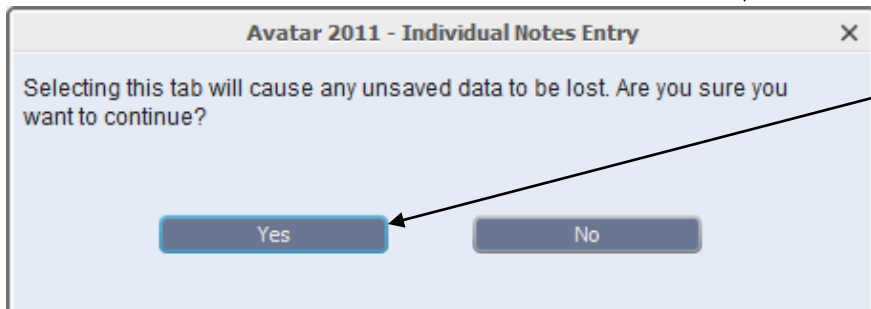 Avatar 2011 - Individual Notes Entry
Selecting this tab will cause any unsaved data to be lost. Are you sure you
want to continue?
Yes No